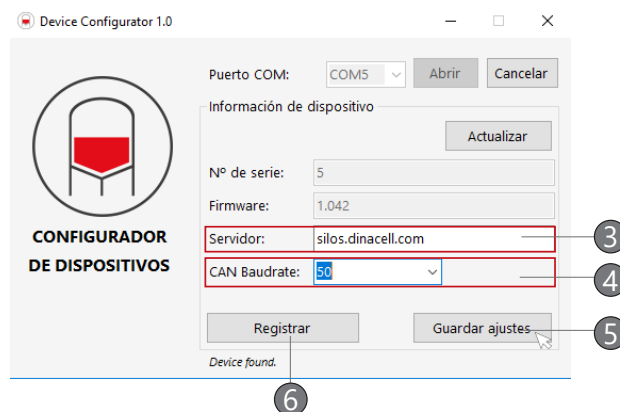 Device Configurator 1.0
Puerto COM: COM5 Abrir Cancelar
Información de dispositivo
Actualizar
Nº de serie: 5
Firmware: 1.042
CONFIGURADOR
DE DISPOSITIVOS
Servidor: silos.dinacell.com
3
CAN Baudrate: 50
4
Registrar Guardar ajustes
5
Device found.
6